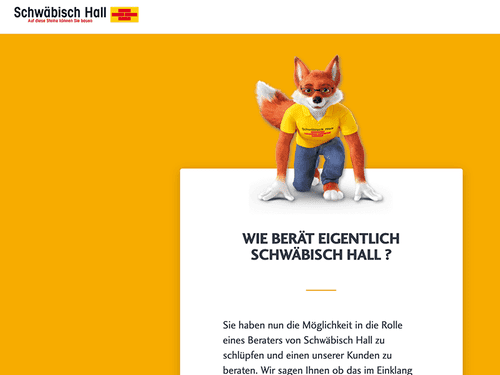 Schwäbisch Hall
Auf diese Steine können Sie bauen
Schwäbisch Hall
WIE BERÄT EIGENTLICH
SCHWÄBISCH HALL ?
Sie haben nun die Möglichkeit in die Rolle
eines Beraters von Schwäbisch Hall zu
schlüpfen und einen unserer Kunden zu
beraten. Wir sagen Ihnen ob das im Einklang